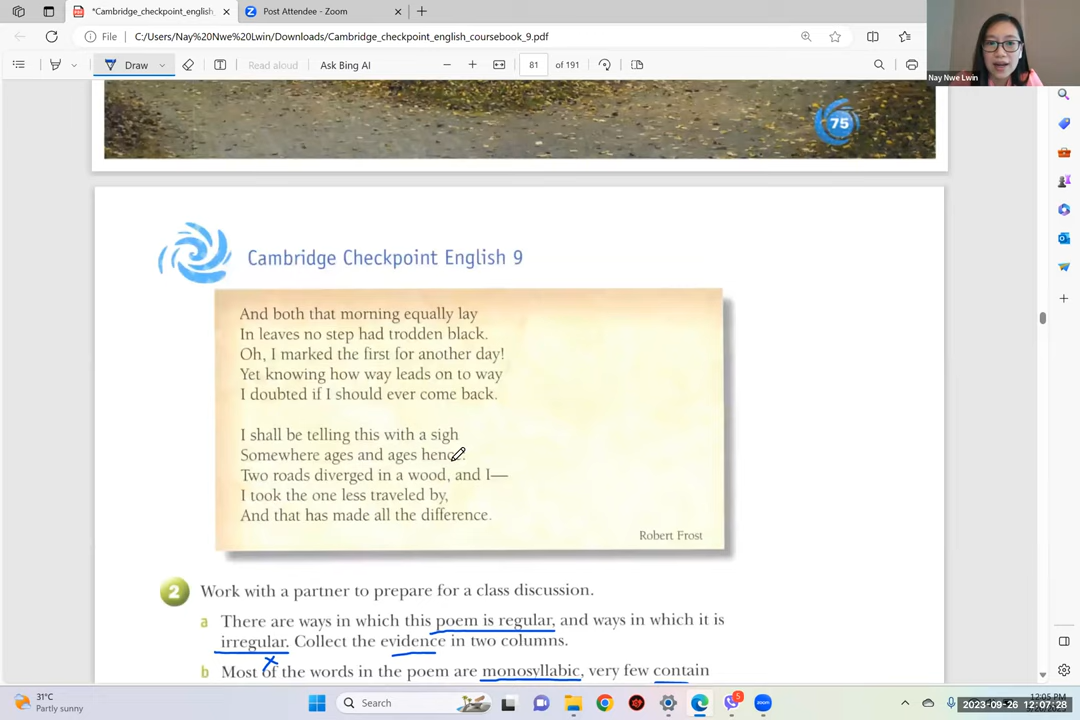 *Cambridge_checkpoint_english_
Post Attendee - Zoom
File
C:/Users/Nay%20Nwe%20Lwin/Downloads/Cambridge_checkpoint_english_coursebook_9.pdf
Draw
Read aloud
Ask Bing AI
81 of 191
Nay Nwe Lwin
75
Cambridge Checkpoint English 9
And both that morning equally lay
In leaves no step had trodden black.
Oh, I marked the first for another day!
Yet knowing how way leads on to way
I doubted if I should ever come back.
I shall be telling this with a sigh
Somewhere ages and ages
Two roads diverged in a wood, and I—
I took the one less traveled by,
And that has made all the difference.
Robert Frost
2 Work with a partner to prepare for a class discussion.
a There are ways in which this poem is regular, and ways in which it is
irregular. Collect the evidence in two columns.
b Most of the words in the poem are monosyllabic, very few contain
31°C
Partly sunny
Search
5
2023-09-26 12:07:28